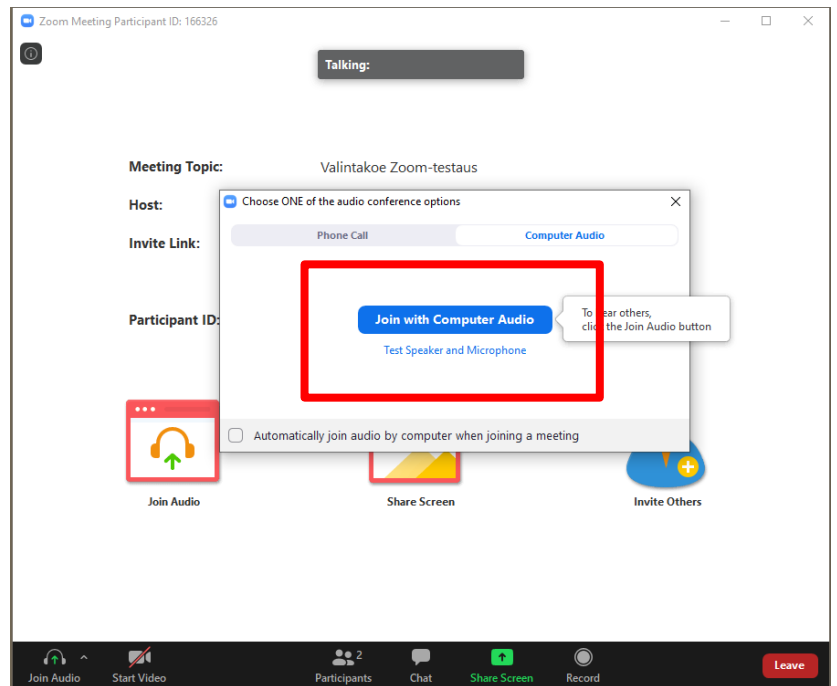 Zoom Meeting Participant ID: 166326
Talking:
Meeting Topic:
Valintakoe Zoom-testaus
Host:
Invite Link:
Participant ID:
Choose ONE of the audio conference options
Phone Call
Computer Audio
Join with Computer Audio
To hear others,
click the Join Audio button
Test Speaker and Microphone
Automatically join audio by computer when joining a meeting
Join Audio
Share Screen
Invite Others
2
Join Audio
Start Video
Participants
Chat
Share Screen
Record
Leave